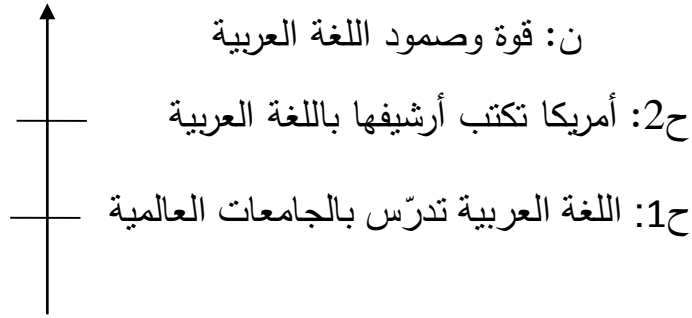 ن: قوة وصمود اللغة العربية
ح2: أمريكا تكتب أرشيفها باللغة العربية
ح1: اللغة العربية تدرّس بالجامعات العالمية